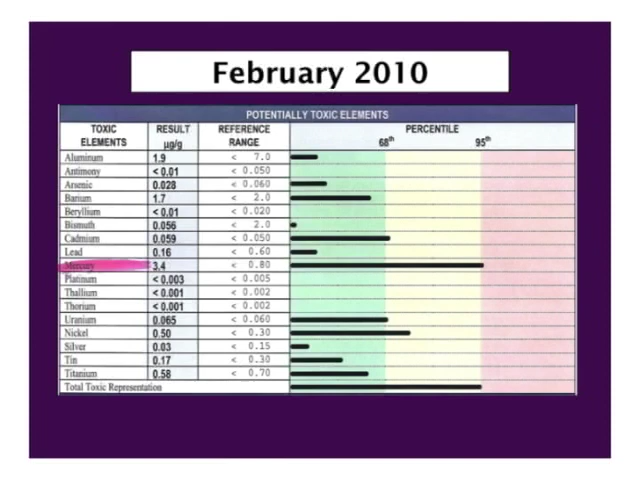 February 2010
POTENTIALLY TOXIC ELEMENTS
TOXIC ELEMENTS RESULT µg/g REFERENCE RANGE PERCENTILE 68th 95th
Aluminum 1.9 < 7.0
Antimony < 0.01 < 0.050
Arsenic 0.028 < 0.060
Barium 1.7 < 2.0
Beryllium < 0.01 < 0.020
Bismuth 0.056 < 2.0
Cadmium 0.059 < 0.050
Lead 0.16 < 0.60
Mercury 3.4 < 0.80
Platinum < 0.003 < 0.005
Thallium < 0.001 < 0.002
Thorium < 0.001 < 0.002
Uranium 0.065 < 0.060
Nickel 0.50 < 0.30
Silver 0.03 < 0.15
Tin 0.17 < 0.30
Titanium 0.58 < 0.70
Total Toxic Representation